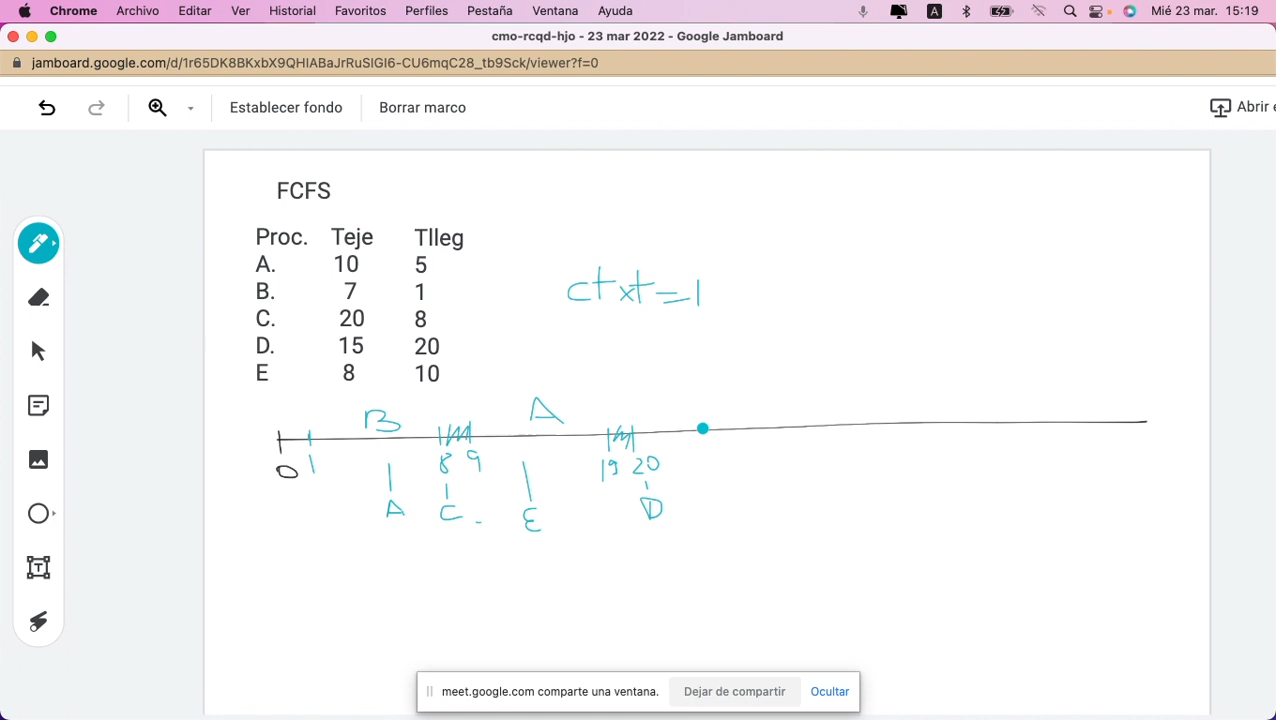 Chrome Archivo Editar Ver Historial Favoritos Perfiles Pestaña Ventana Ayuda A Mié 23 mar. 15:19
cmo-rcqd-hjo - 23 mar 2022 - Google Jamboard
jamboard.google.com/d/1r65DK8BKxbX9QHIABaJrRuSIGI6-CU6mqC28_tb9Sck/viewer?f=0
Establecer fondo Borrar marco Abrir e
FCFS
Proc. Teje Tlleg
A. 10 5
B. 7 1
C. 20 8
D. 15 20
E 8 10
ctxt=1
B A
0 1 8 9 19 20
A C E D
meet.google.com comparte una ventana. Dejar de compartir Ocultar